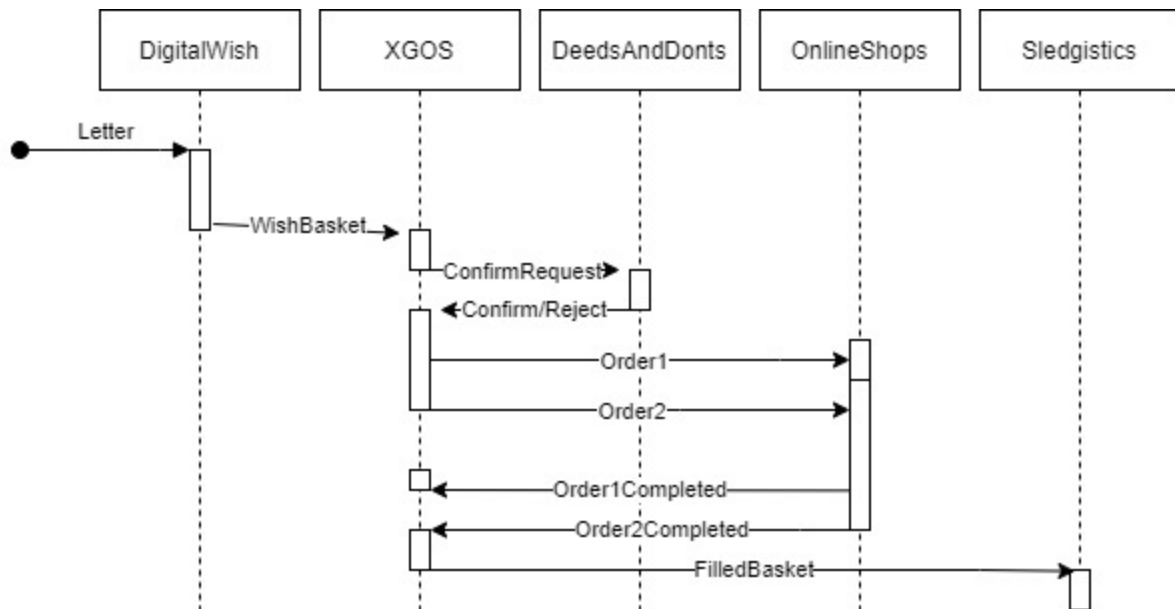 DigitalWish
XGOS
DeedsAndDonts
OnlineShops
Sledgistics
Letter
WishBasket
ConfirmRequest
Confirm/Reject
Order1
Order2
Order1Completed
Order2Completed
FilledBasket